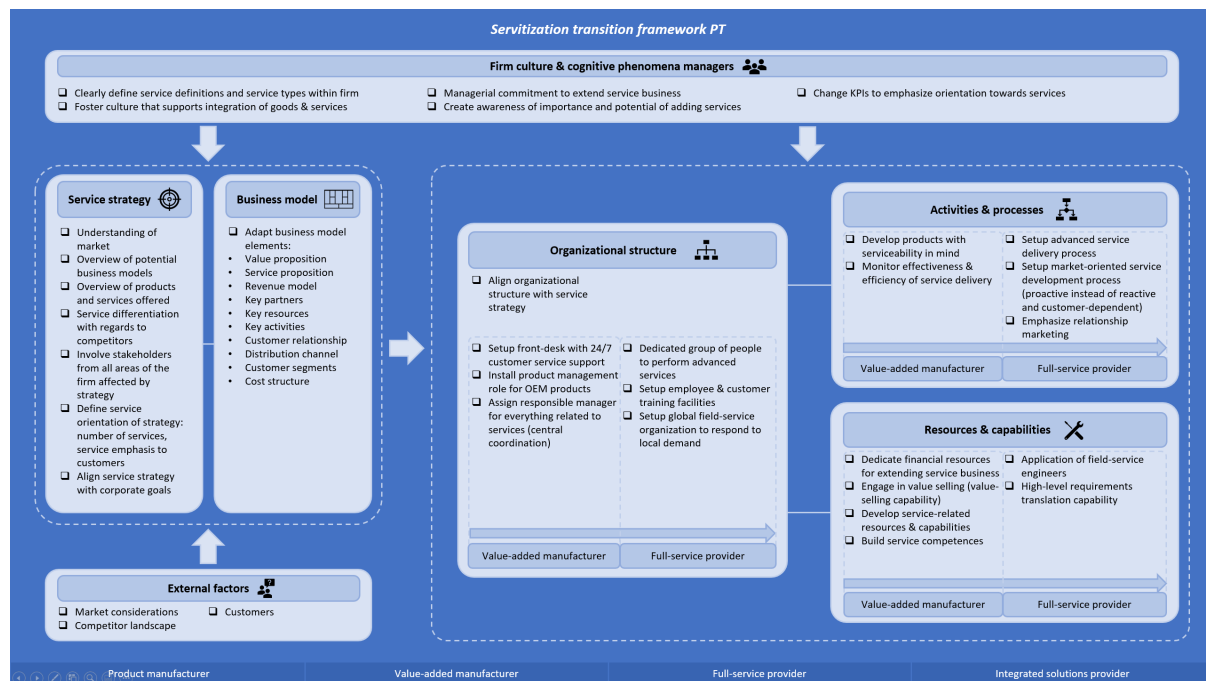 Servitization transition framework PT
Firm culture & cognitive phenomena managers
❑ Clearly define service definitions and service types within firm
❑ Foster culture that supports integration of goods & services
❑ Managerial commitment to extend service business
❑ Create awareness of importance and potential of adding services
❑ Change KPIs to emphasize orientation towards services
Service strategy
❑ Understanding of
market
❑ Overview of potential
business models
❑ Overview of products
and services offered
❑ Service differentiation
with regards to
competitors
❑ Involve stakeholders
from all areas of the
firm affected by
strategy
❑ Define service
orientation of strategy:
number of services,
service emphasis to
customers
❑ Align service strategy
with corporate goals
Business model
❑ Adapt business model
elements:
• Value proposition
• Service proposition
• Revenue model
• Key partners
• Key resources
• Key activities
• Customer relationship
• Distribution channel
• Customer segments
• Cost structure
External factors
❑ Market considerations
❑ Competitor landscape
❑ Customers
Organizational structure
❑ Align organizational
structure with service
strategy
❑ Setup front-desk with 24/7
customer service support
❑ Install product management
role for OEM products
❑ Assign responsible manager
for everything related to
services (central
coordination)
❑ Dedicated group of people
to perform advanced
services
❑ Setup employee & customer
training facilities
❑ Setup global field-service
organization to respond to
local demand
Value-added manufacturer
Full-service provider
Activities & processes
❑ Develop products with
serviceability in mind
❑ Monitor effectiveness &
efficiency of service delivery
❑ Setup advanced service
delivery process
❑ Setup market-oriented service
development process
(proactive instead of reactive
and customer-dependent)
❑ Emphasize relationship
marketing
Value-added manufacturer
Full-service provider
Resources & capabilities
❑ Dedicate financial resources
for extending service business
❑ Engage in value selling (value-
selling capability)
❑ Develop service-related
resources & capabilities
❑ Build service competences
❑ Application of field-service
engineers
❑ High-level requirements
translation capability
Value-added manufacturer
Full-service provider
Product manufacturer
Value-added manufacturer
Full-service provider
Integrated solutions provider